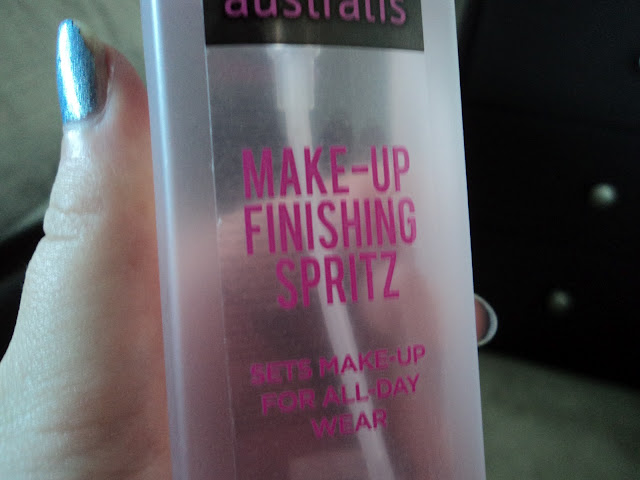 australis
MAKE-UP
FINISHING
SPRITZ
SETS MAKE-UP
FOR ALL-DAY
WEAR